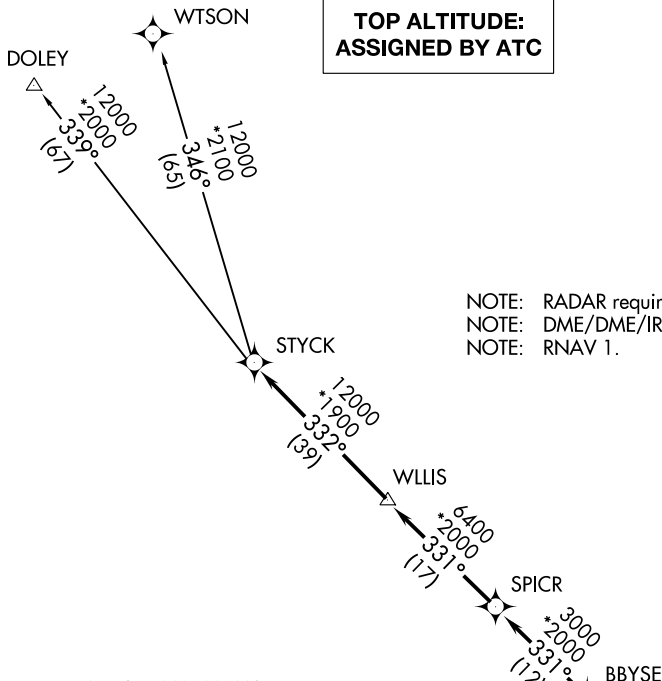 TOP ALTITUDE:
ASSIGNED BY ATC
WTSON
DOLEY
12000
*2000
339°
(67)
12000
*2100
346°
(65)
NOTE: RADAR requir
NOTE: DME/DME/IR
NOTE: RNAV 1.
STYCK
12000
*1900
332°
(39)
WLLIS
6400
*2000
331°
(17)
SPICR
3000
*2000
331°
(12)
BBYSE